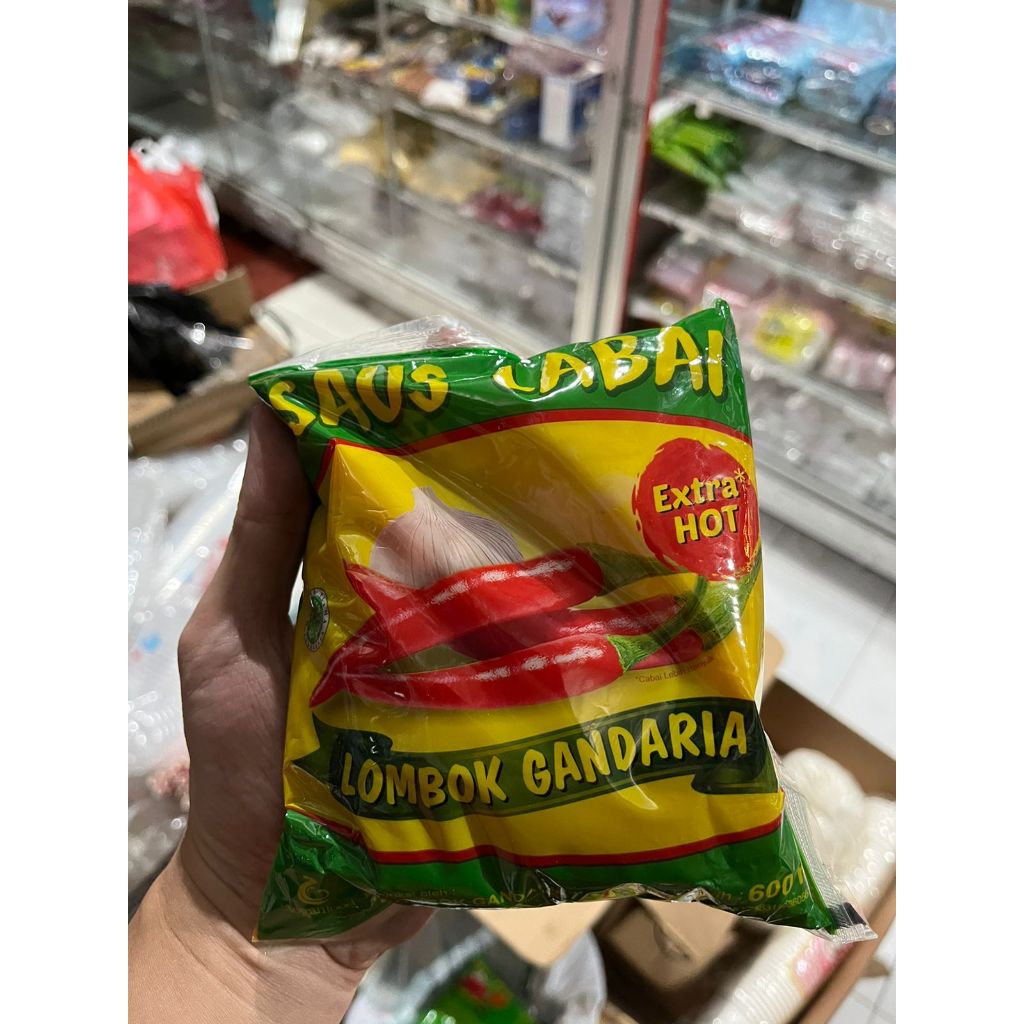 SAUS CABAI
Extra*
HOT
*Cabai Lebih Banyak
LOMBOK GANDARIA